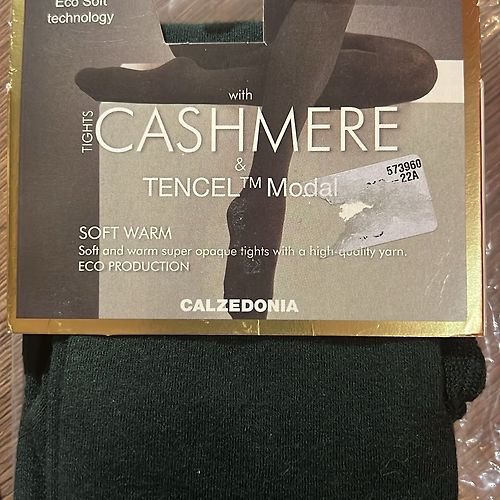 Eco Soft
technology
with
TIGHTS CASHMERE
&
TENCEL™ Modal
573960
22A
SOFT WARM
Soft and warm super opaque tights with a high-quality yarn.
ECO PRODUCTION
CALZEDONIA